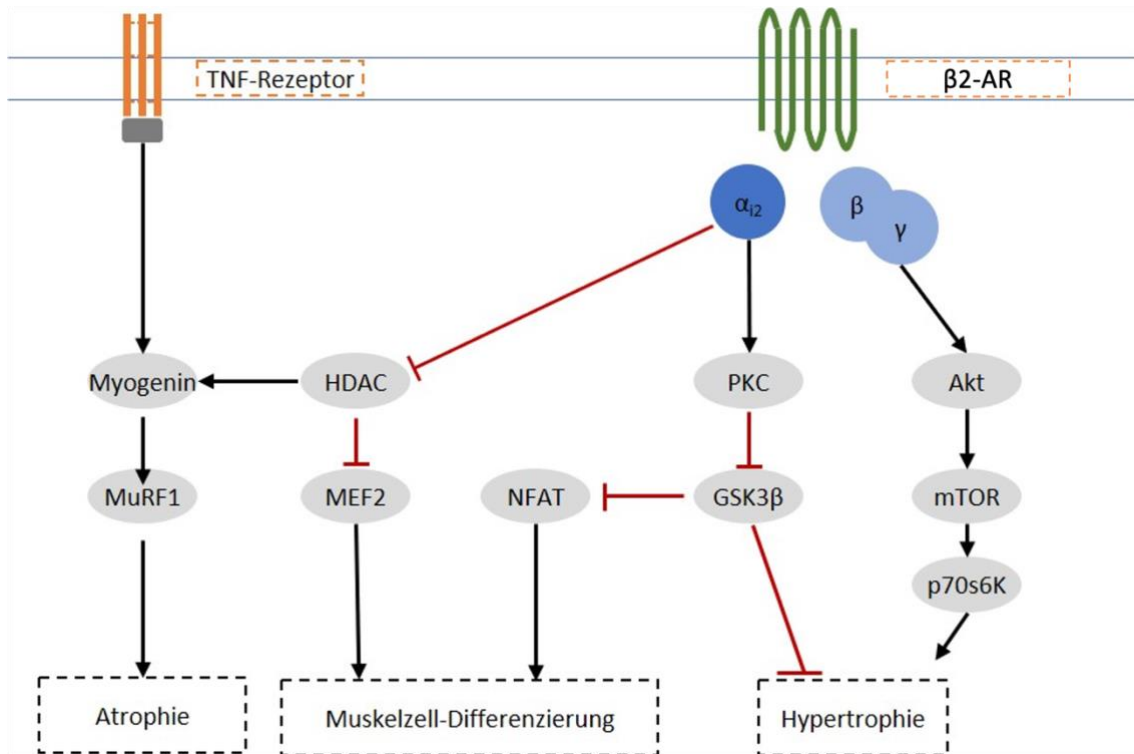 TNF-Rezeptor
β2-AR
αi2
β
γ
Myogenin
HDAC
PKC
Akt
MuRF1
MEF2
NFAT
GSK3β
mTOR
p70s6K
Atrophie
Muskelzell-Differenzierung
Hypertrophie